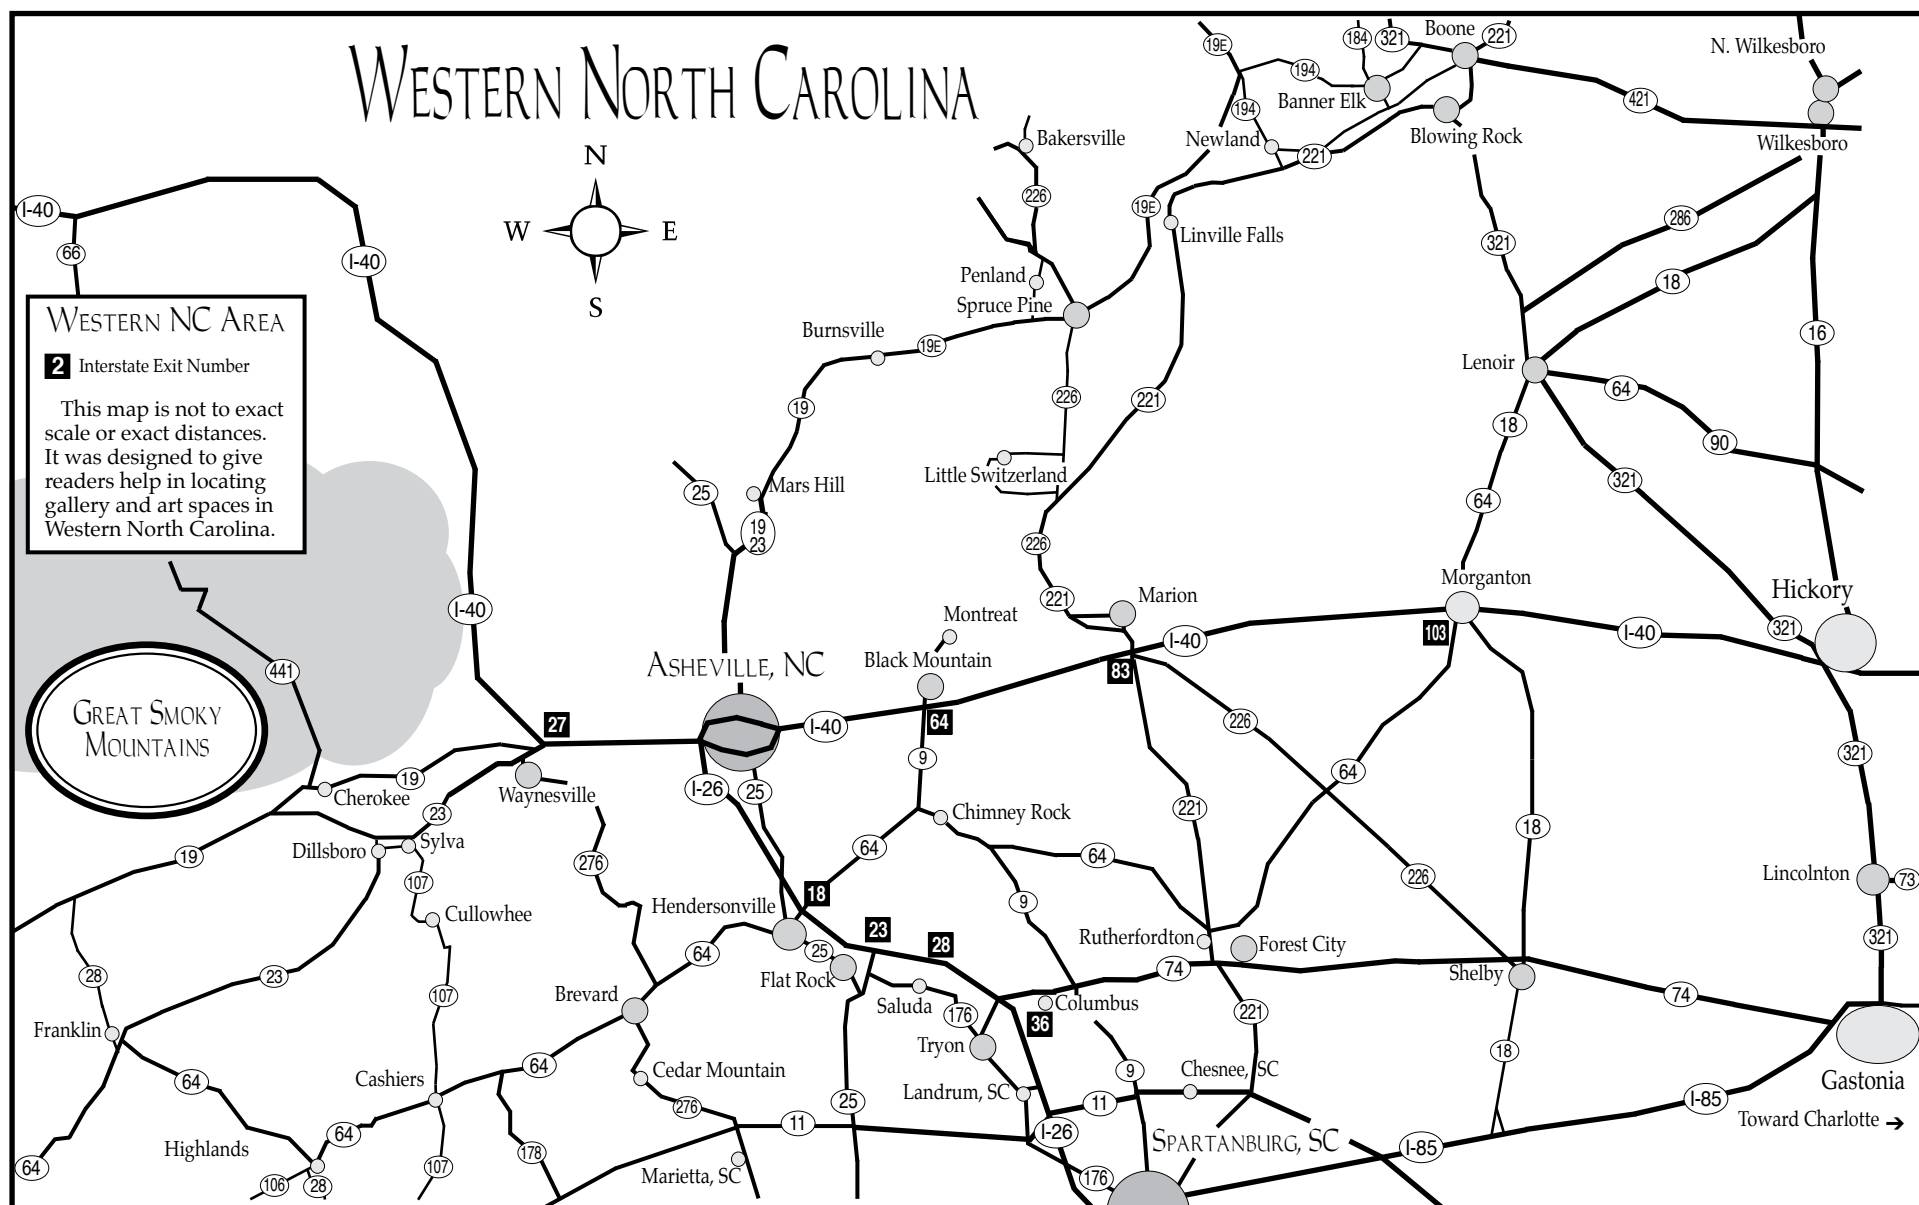 WESTERN NORTH CAROLINA
N
W
E
S
WESTERN NC AREA
2 Interstate Exit Number
This map is not to exact
scale or exact distances.
It was designed to give
readers help in locating
gallery and art spaces in
Western North Carolina.
GREAT SMOKY
MOUNTAINS
I-40
66
I-40
I-40
441
27
19
Cherokee
23
Waynesville
19
Dillsboro
Sylva
107
Cullowhee
107
28
23
Franklin
64
64
Highlands
106
28
64
Cashiers
107
64
178
276
Brevard
64
Cedar Mountain
276
11
Marietta, SC
25
19
23
Mars Hill
19
Burnsville
19E
ASHEVILLE, NC
I-40
I-26
25
Montreat
Black Mountain
64
9
Chimney Rock
64
18
Hendersonville
25
Flat Rock
23
28
Saluda
176
Tryon
36
Columbus
Landrum, SC
25
I-26
11
176
9
Chesnee, SC
SPARTANBURG, SC
221
I-85
I-85
Toward Charlotte
Gastonia
Bakersville
226
Penland
Spruce Pine
226
Little Switzerland
226
221
221
Marion
I-40
83
19E
194
194
184
321
Boone
221
Banner Elk
Newland
221
Blowing Rock
19E
Linville Falls
421
N. Wilkesboro
Wilkesboro
321
286
18
16
Lenoir
64
18
90
321
64
Morganton
103
I-40
Hickory
321
226
64
221
64
9
226
18
321
Lincolnton
73
321
Rutherfordton
Forest City
74
Shelby
74
18